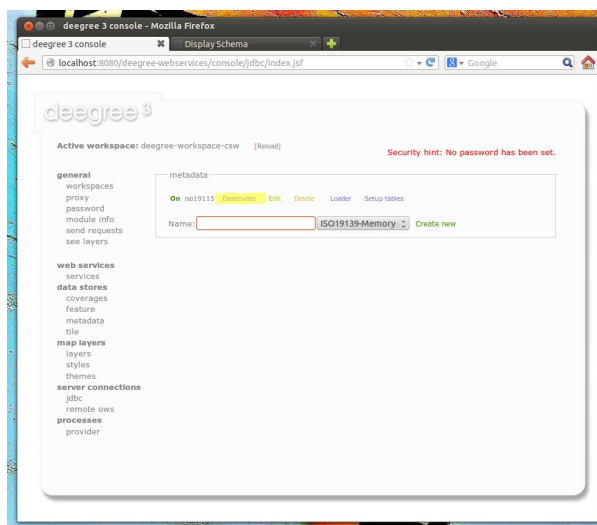 deegree 3 console - Mozilla Firefox
deegree 3 console
Display Schema
localhost:8080/deegree-webservices/console/jdbc/index.jsf
Google
deegree 3
Active workspace: deegree-workspace-csw [Reload]
Security hint: No password has been set.
general
workspaces
proxy
password
module info
send requests
see layers
web services
services
data stores
coverages
feature
metadata
tile
map layers
layers
styles
themes
server connections
jdbc
remote ows
processes
provider
metadata
On iso19115 Deactivate Edit Delete Loader Setup tables
Name: ISO19139-Memory Create new